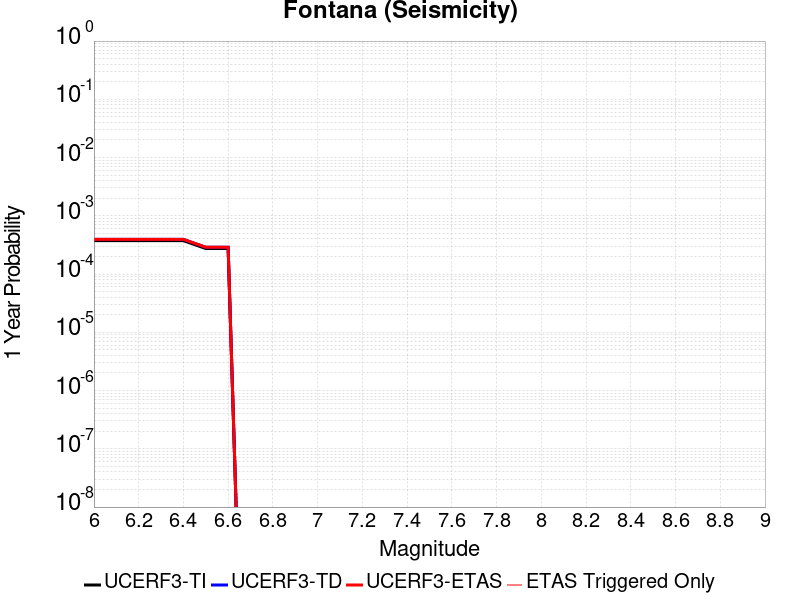 Fontana (Seismicity)
10^0
10^-1
10^-2
10^-3
10^-4
10^-5
10^-6
10^-7
10^-8
1 Year Probability
6 6.2 6.4 6.6 6.8 7 7.2 7.4 7.6 7.8 8 8.2 8.4 8.6 8.8 9
Magnitude
UCERF3-TI UCERF3-TD UCERF3-ETAS ETAS Triggered Only